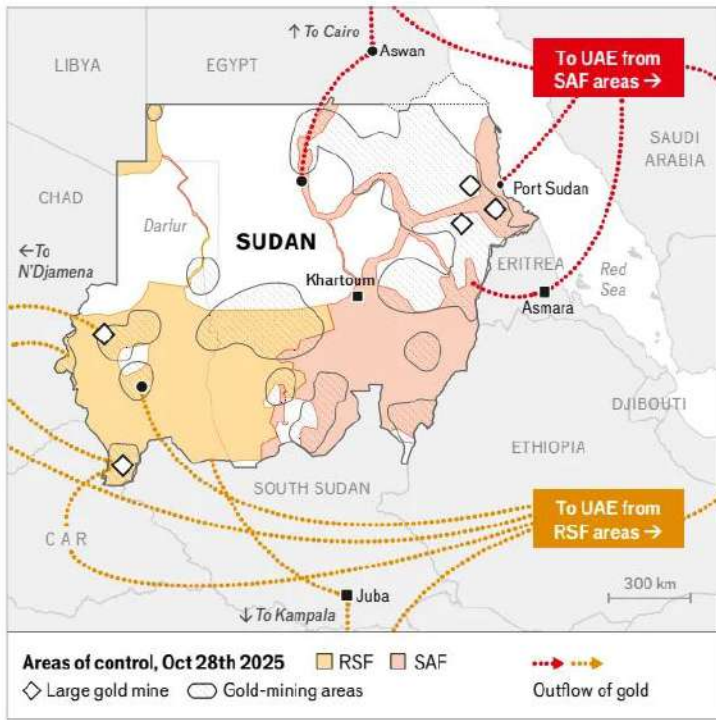 ↑ To Cairo
Aswan
To UAE from
SAF areas →
LIBYA
EGYPT
SAUDI
ARABIA
CHAD
Port Sudan
Darfur
SUDAN
←To
N'Djamena
ERITREA
Red
Sea
Khartoum
Asmara
DJIBOUTI
ETHIOPIA
SOUTH SUDAN
To UAE from
RSF areas →
CAR
300 km
Juba
↓ To Kampala
Areas of control, Oct 28th 2025 RSF SAF
Large gold mine Gold-mining areas Outflow of gold